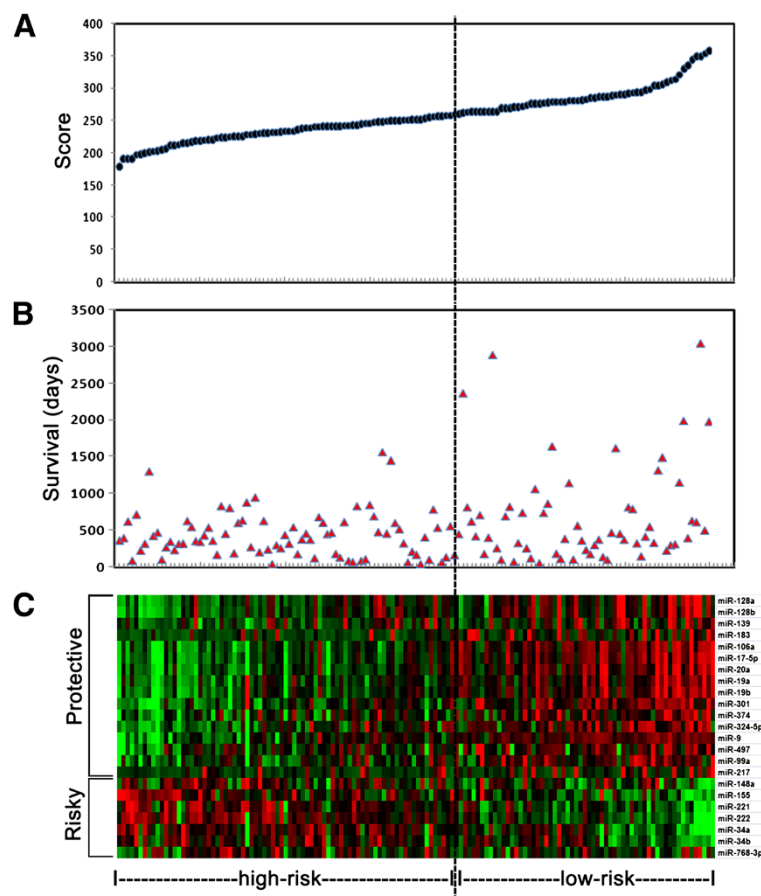 A
400
350
300
250
200
150
100
50
0
Score
B
3500
3000
2500
2000
1500
1000
500
0
Survival (days)
C
Protective
Risky
miR-128a
miR-128b
miR-139
miR-183
miR-106a
miR-17-5p
miR-20a
miR-19a
miR-19b
miR-301
miR-374
miR-324-5p
miR-9
miR-497
miR-99a
miR-217
miR-148a
miR-155
miR-221
miR-222
miR-34a
miR-34b
miR-768-3p
high-risk
low-risk